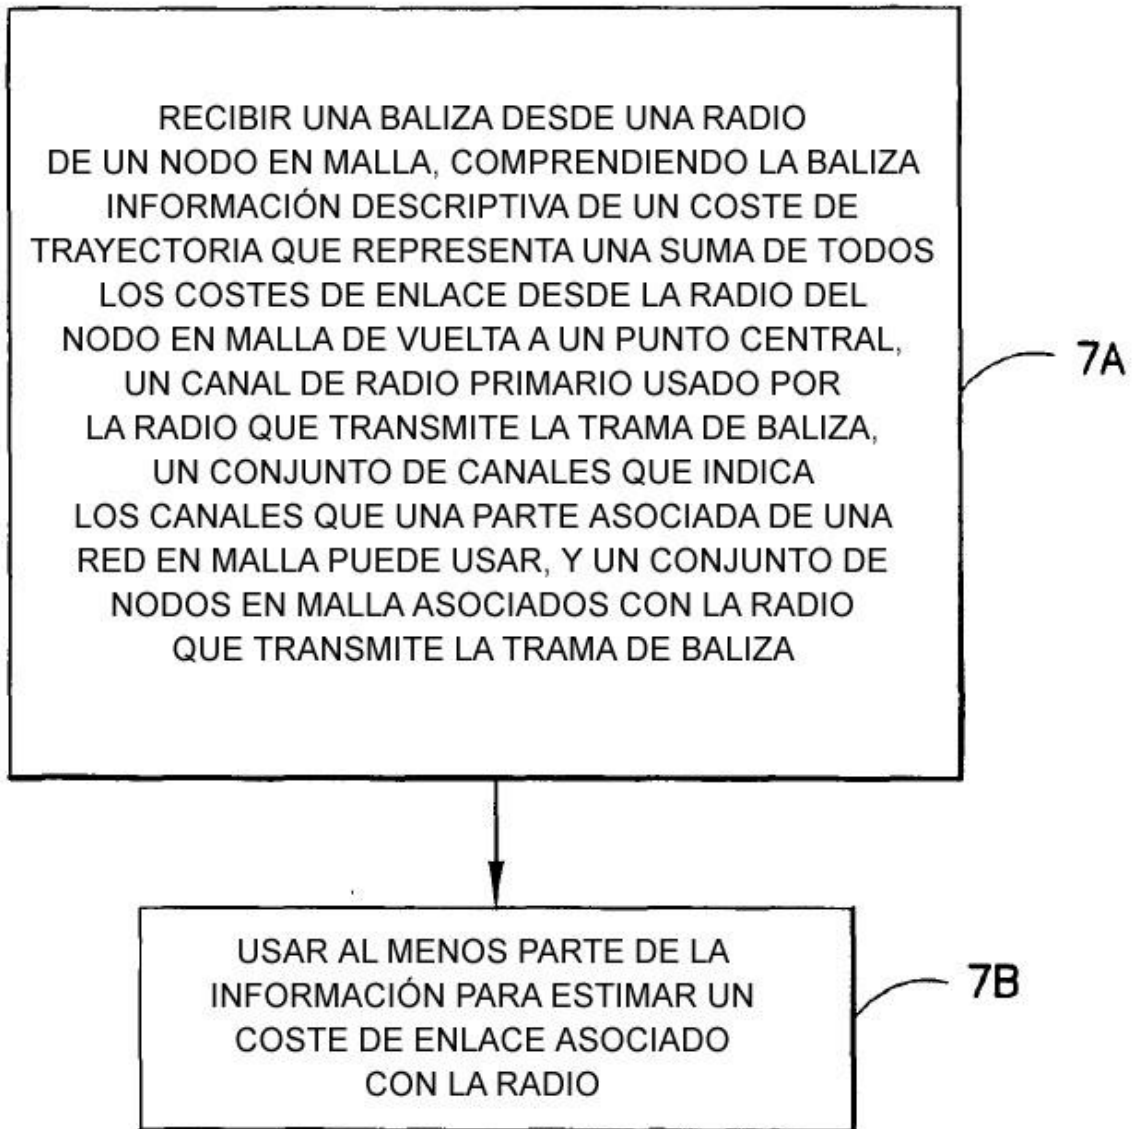 RECIBIR UNA BALIZA DESDE UNA RADIO
DE UN NODO EN MALLA, COMPRENDIENDO LA BALIZA
INFORMACIÓN DESCRIPTIVA DE UN COSTE DE
TRAYECTORIA QUE REPRESENTA UNA SUMA DE TODOS
LOS COSTES DE ENLACE DESDE LA RADIO DEL
NODO EN MALLA DE VUELTA A UN PUNTO CENTRAL,
UN CANAL DE RADIO PRIMARIO USADO POR
LA RADIO QUE TRANSMITE LA TRAMA DE BALIZA,
UN CONJUNTO DE CANALES QUE INDICA
LOS CANALES QUE UNA PARTE ASOCIADA DE UNA
RED EN MALLA PUEDE USAR, Y UN CONJUNTO DE
NODOS EN MALLA ASOCIADOS CON LA RADIO
QUE TRANSMITE LA TRAMA DE BALIZA
7A
USAR AL MENOS PARTE DE LA
INFORMACIÓN PARA ESTIMAR UN
COSTE DE ENLACE ASOCIADO
CON LA RADIO
7B